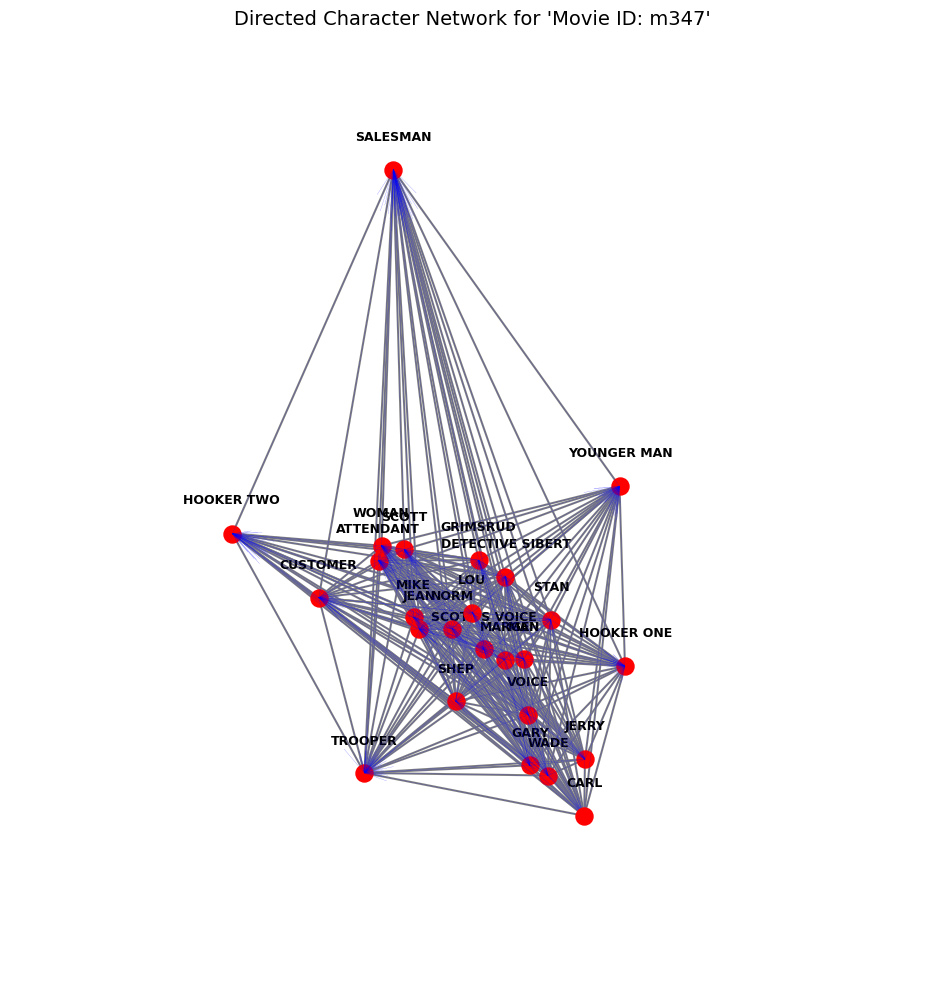 Directed Character Network for 'Movie ID: m347'
SALESMAN
YOUNGER MAN
HOOKER TWO
WOMAN
SCOTT
ATTENDANT
GRIMSRUD
DETECTIVE SIBERT
CUSTOMER
LOU
MIKE
STAN
JEAN
NORM
SCOTTY'S VOICE
MARGE
MAN
HOOKER ONE
SHEP
VOICE
JERRY
GARY
TROOPER
WADE
CARL